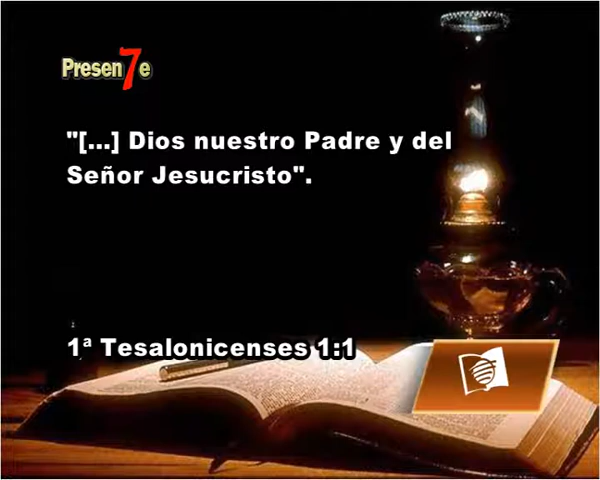 Presen7e
"[...] Dios nuestro Padre y del
Señor Jesucristo".
1ª Tesalonicenses 1:1